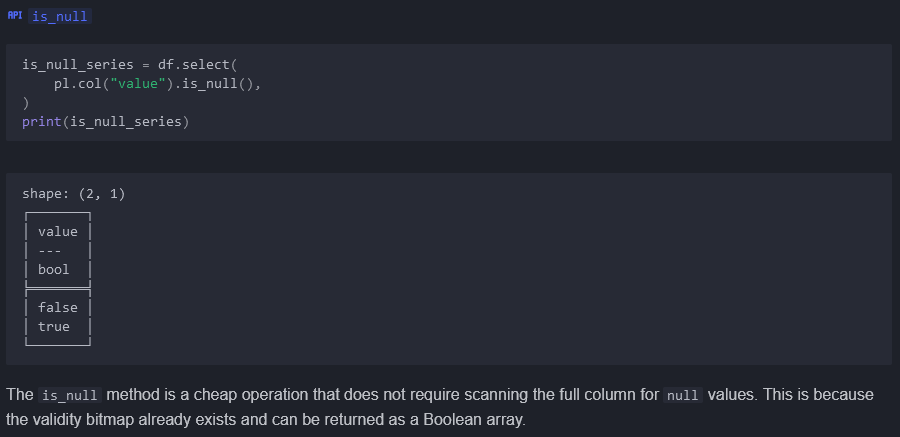 API is_null
is_null_series = df.select(
    pl.col("value").is_null(),
)
print(is_null_series)
shape: (2, 1)
┌───────┐
│ value │
│ ---   │
│ bool  │
╞═══════╡
│ false │
│ true  │
└───────┘
The is_null method is a cheap operation that does not require scanning the full column for null values. This is because
the validity bitmap already exists and can be returned as a Boolean array.